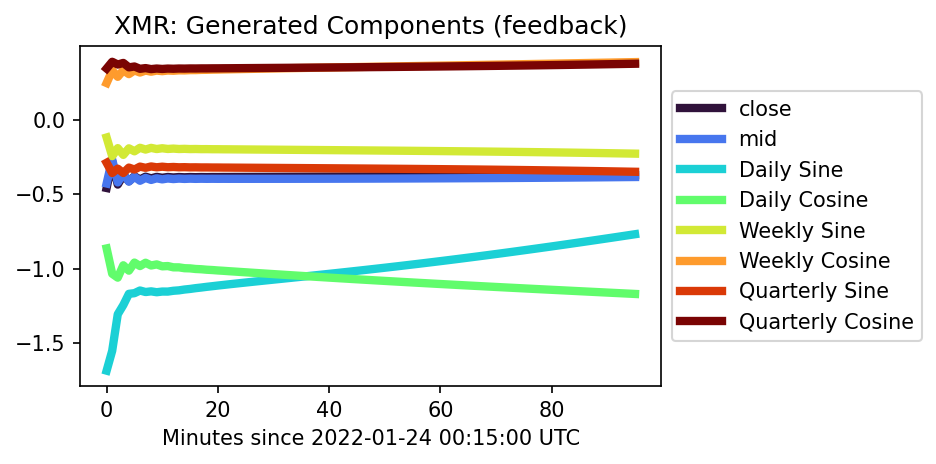 XMR: Generated Components (feedback)
0.0
−0.5
−1.0
−1.5
0 20 40 60 80
Minutes since 2022-01-24 00:15:00 UTC
close
mid
Daily Sine
Daily Cosine
Weekly Sine
Weekly Cosine
Quarterly Sine
Quarterly Cosine